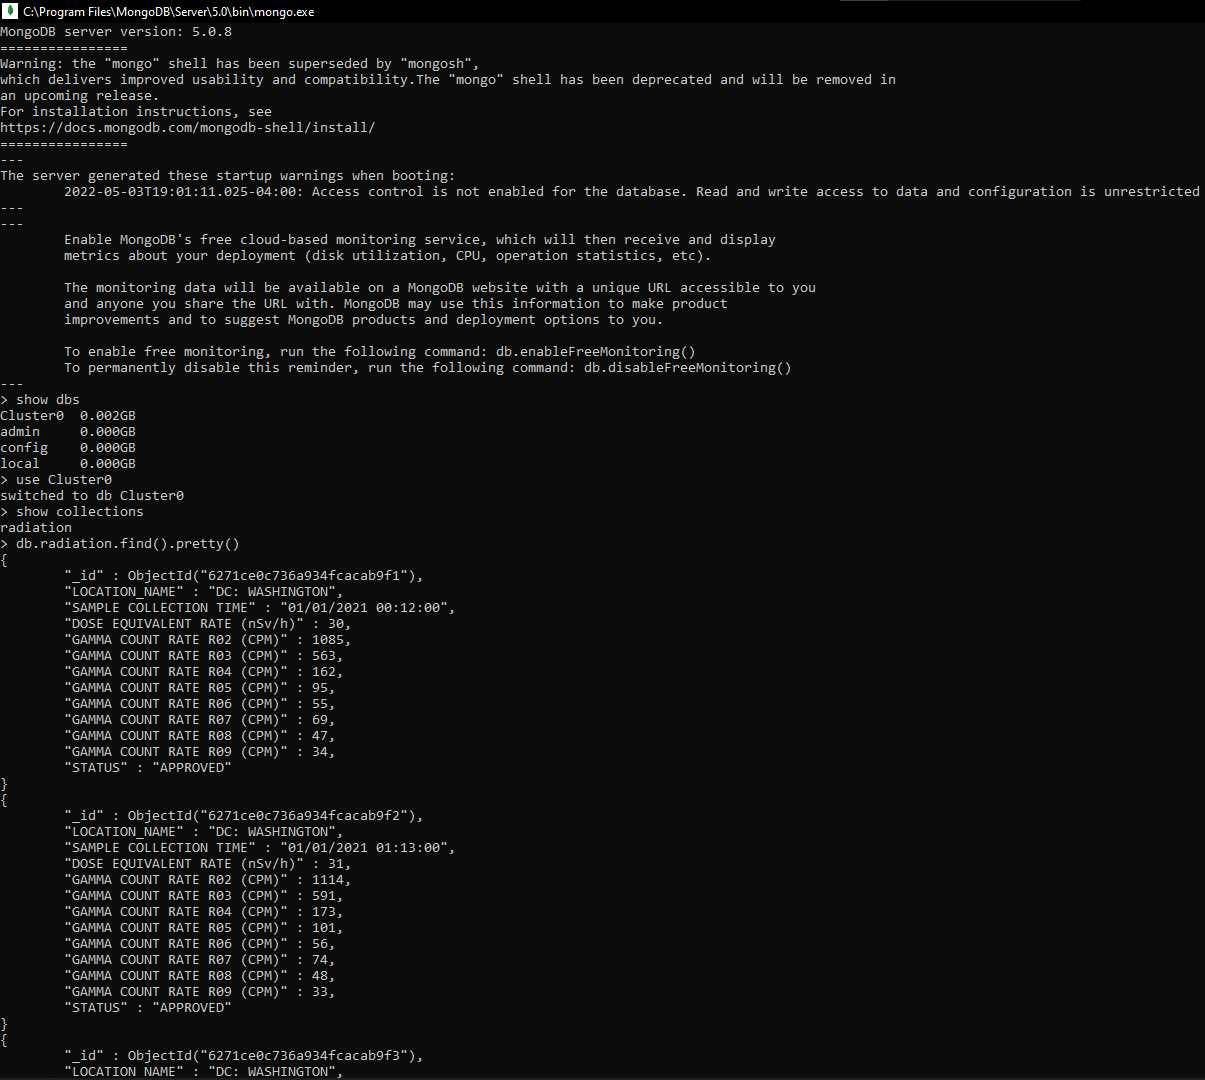 C:\Program Files\MongoDB\Server\5.0\bin\mongo.exe
MongoDB server version: 5.0.8
================
Warning: the "mongo" shell has been superseded by "mongosh",
which delivers improved usability and compatibility.The "mongo" shell has been deprecated and will be removed in
an upcoming release.
For installation instructions, see
https://docs.mongodb.com/mongodb-shell/install/
================
---
The server generated these startup warnings when booting:
        2022-05-03T19:01:11.025-04:00: Access control is not enabled for the database. Read and write access to data and configuration is unrestricted
---
---
        Enable MongoDB's free cloud-based monitoring service, which will then receive and display
        metrics about your deployment (disk utilization, CPU, operation statistics, etc).

        The monitoring data will be available on a MongoDB website with a unique URL accessible to you
        and anyone you share the URL with. MongoDB may use this information to make product
        improvements and to suggest MongoDB products and deployment options to you.

        To enable free monitoring, run the following command: db.enableFreeMonitoring()
        To permanently disable this reminder, run the following command: db.disableFreeMonitoring()
---
> show dbs
Cluster0  0.002GB
admin     0.000GB
config    0.000GB
local     0.000GB
> use Cluster0
switched to db Cluster0
> show collections
radiation
> db.radiation.find().pretty()
{
        "_id" : ObjectId("6271ce0c736a934fcacab9f1"),
        "LOCATION_NAME" : "DC: WASHINGTON",
        "SAMPLE COLLECTION TIME" : "01/01/2021 00:12:00",
        "DOSE EQUIVALENT RATE (nSv/h)" : 30,
        "GAMMA COUNT RATE R02 (CPM)" : 1085,
        "GAMMA COUNT RATE R03 (CPM)" : 563,
        "GAMMA COUNT RATE R04 (CPM)" : 162,
        "GAMMA COUNT RATE R05 (CPM)" : 95,
        "GAMMA COUNT RATE R06 (CPM)" : 55,
        "GAMMA COUNT RATE R07 (CPM)" : 69,
        "GAMMA COUNT RATE R08 (CPM)" : 47,
        "GAMMA COUNT RATE R09 (CPM)" : 34,
        "STATUS" : "APPROVED"
}
{
        "_id" : ObjectId("6271ce0c736a934fcacab9f2"),
        "LOCATION_NAME" : "DC: WASHINGTON",
        "SAMPLE COLLECTION TIME" : "01/01/2021 01:13:00",
        "DOSE EQUIVALENT RATE (nSv/h)" : 31,
        "GAMMA COUNT RATE R02 (CPM)" : 1114,
        "GAMMA COUNT RATE R03 (CPM)" : 591,
        "GAMMA COUNT RATE R04 (CPM)" : 173,
        "GAMMA COUNT RATE R05 (CPM)" : 101,
        "GAMMA COUNT RATE R06 (CPM)" : 56,
        "GAMMA COUNT RATE R07 (CPM)" : 74,
        "GAMMA COUNT RATE R08 (CPM)" : 48,
        "GAMMA COUNT RATE R09 (CPM)" : 33,
        "STATUS" : "APPROVED"
}
{
        "_id" : ObjectId("6271ce0c736a934fcacab9f3"),
        "LOCATION_NAME" : "DC: WASHINGTON",